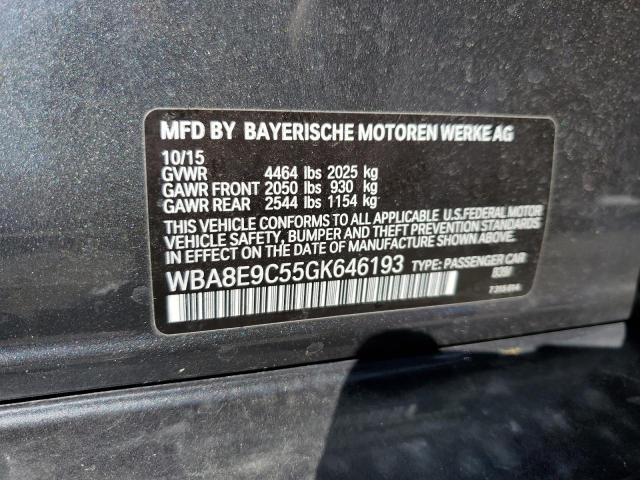 MFD BY BAYERISCHE MOTOREN WERKE AG
10/15
GVWR 4464 lbs 2025 kg
GAWR FRONT 2050 lbs 930 kg
GAWR REAR 2544 lbs 1154 kg
THIS VEHICLE CONFORMS TO ALL APPLICABLE U.S.FEDERAL MOTOR
VEHICLE SAFETY, BUMPER, AND THEFT PREVENTION STANDARDS
IN EFFECT ON THE DATE OF MANUFACTURE SHOWN ABOVE.
WBA8E9C55GK646193 TYPE: PASSENGER CAR